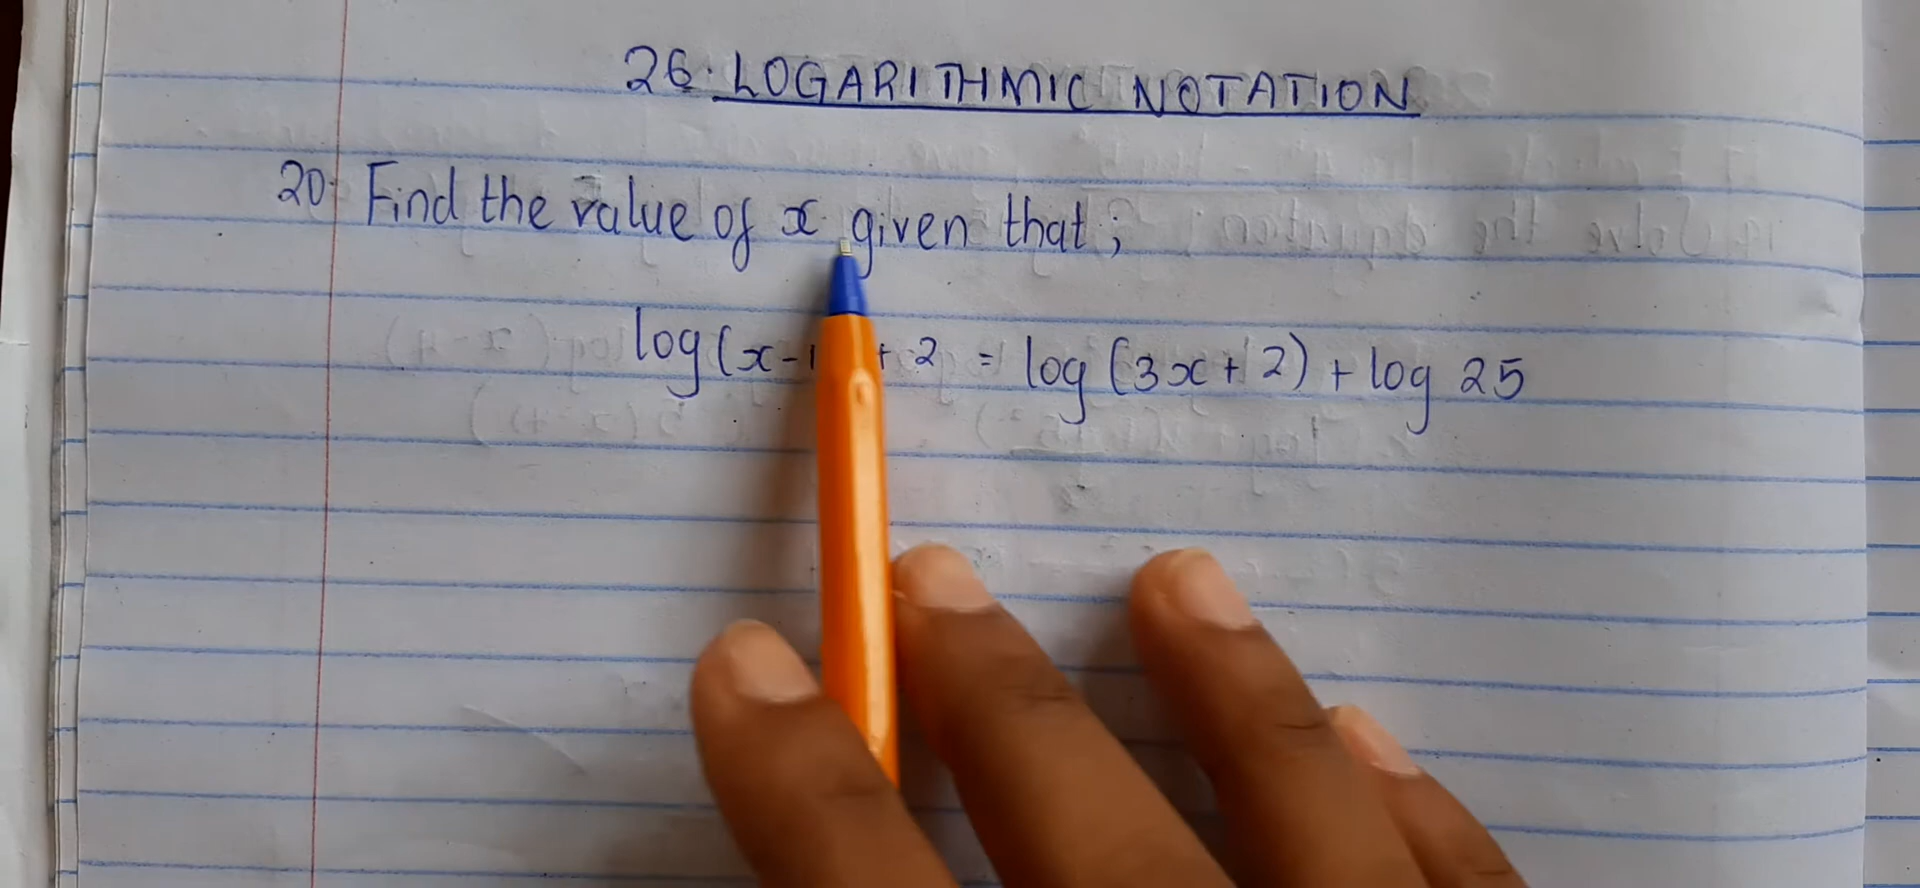 26. LOGARITHMIC NOTATION
20. Find the value of x given that;
log(x-1 + 2 = log (3x+2) + log 25